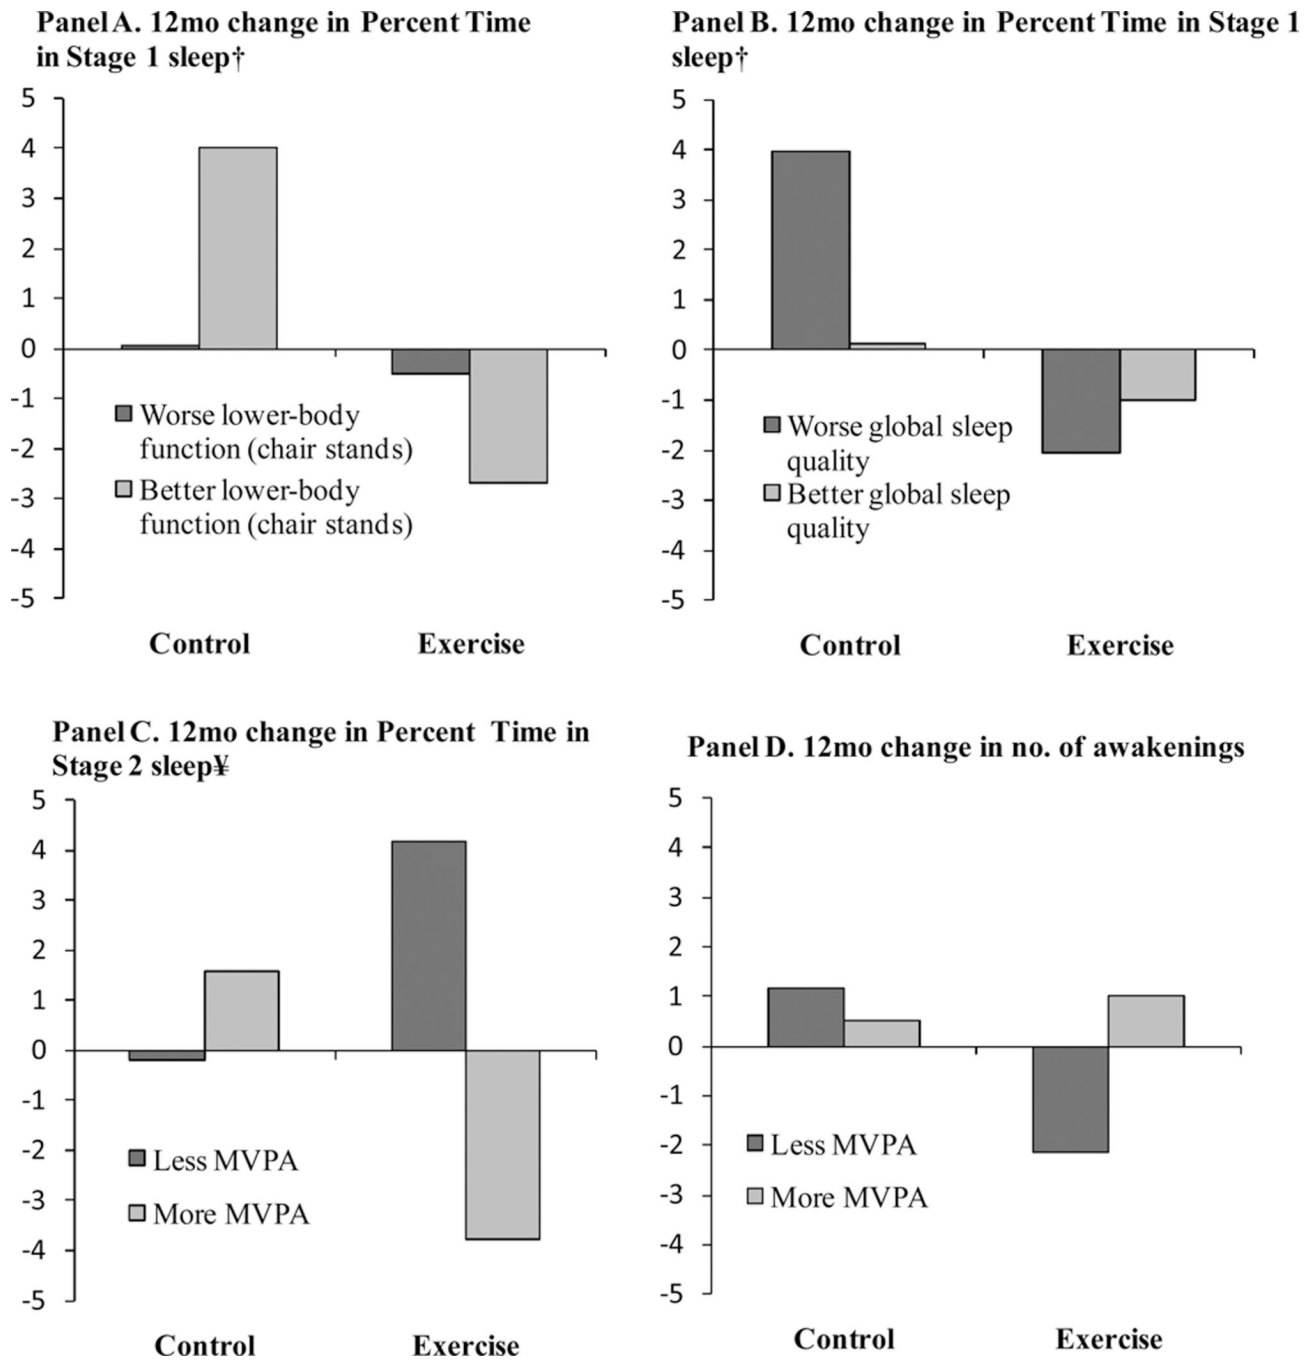 Panel A. 12mo change in Percent Time
in Stage 1 sleep†
5
4
3
2
1
0
-1
-2
-3
-4
-5
Worse lower-body
function (chair stands)
Better lower-body
function (chair stands)
Control Exercise
Panel B. 12mo change in Percent Time in Stage 1
sleep†
5
4
3
2
1
0
-1
-2
-3
-4
-5
Worse global sleep
quality
Better global sleep
quality
Control Exercise
Panel C. 12mo change in Percent Time in
Stage 2 sleep¥
5
4
3
2
1
0
-1
-2
-3
-4
-5
Less MVPA
More MVPA
Control Exercise
Panel D. 12mo change in no. of awakenings
5
4
3
2
1
0
-1
-2
-3
-4
-5
Less MVPA
More MVPA
Control Exercise